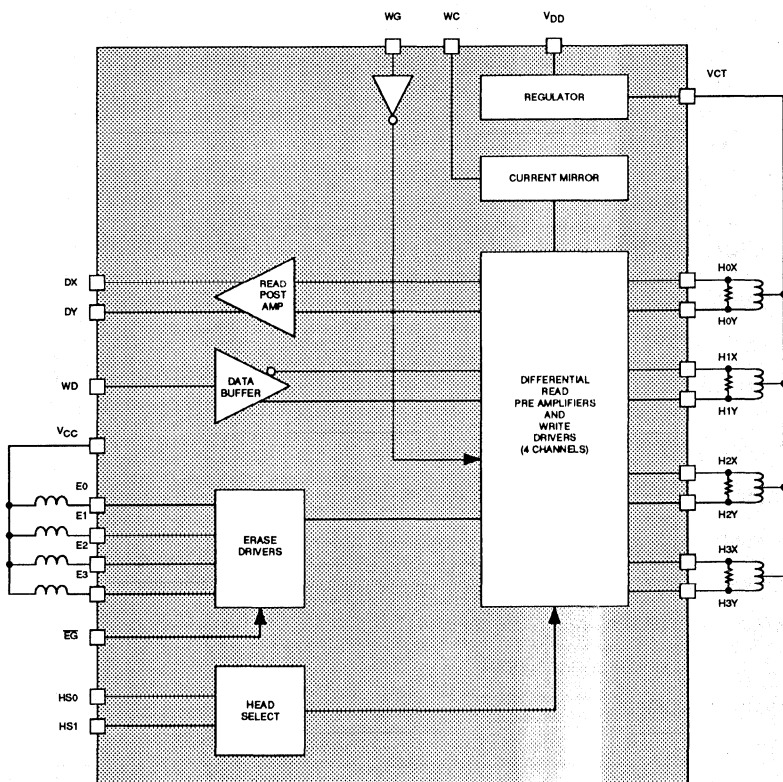 WG
WC
VDD
VCT
REGULATOR
CURRENT MIRROR
DX
DY
READ
POST
AMP
WD
DATA
BUFFER
VCC
E0
E1
E2
E3
EG
ERASE
DRIVERS
HS0
HS1
HEAD
SELECT
DIFFERENTIAL
READ
PRE AMPLIFIERS
AND
WRITE
DRIVERS
(4 CHANNELS)
H0X
H0Y
H1X
H1Y
H2X
H2Y
H3X
H3Y